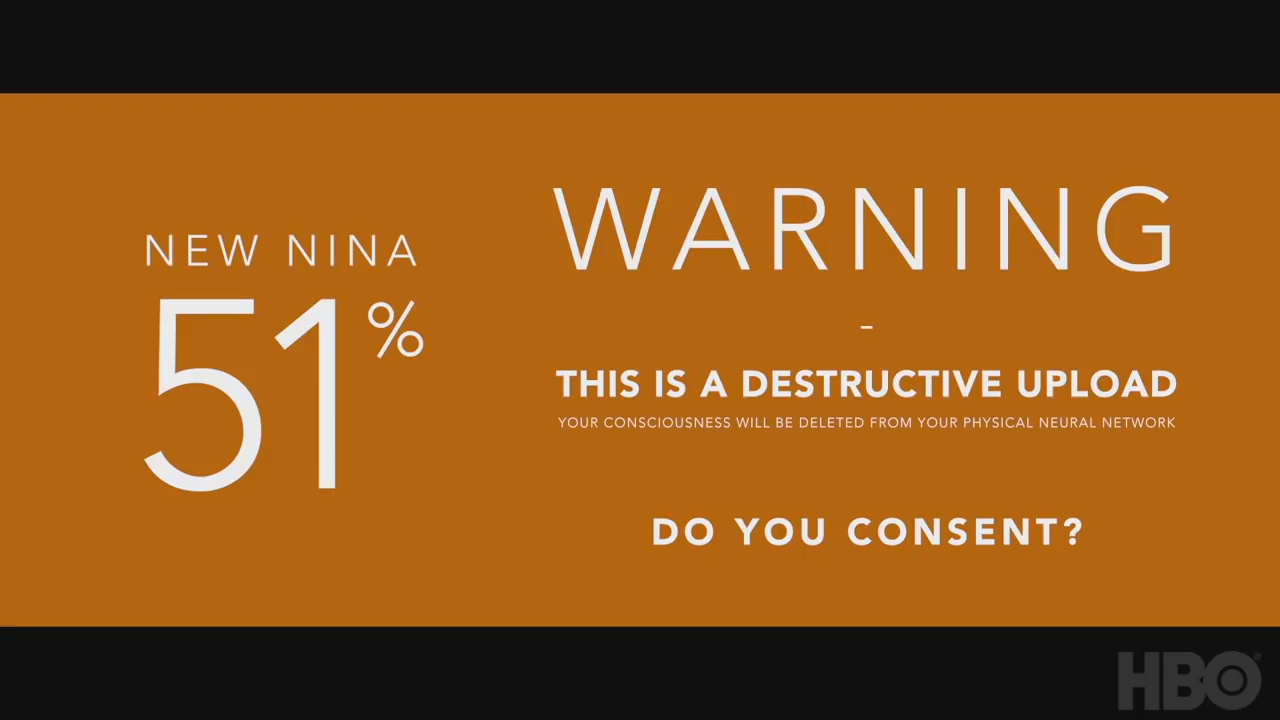 NEW NINA
51%
WARNING
-
THIS IS A DESTRUCTIVE UPLOAD
YOUR CONSCIOUSNESS WILL BE DELETED FROM YOUR PHYSICAL NEURAL NETWORK
DO YOU CONSENT?
HBO®